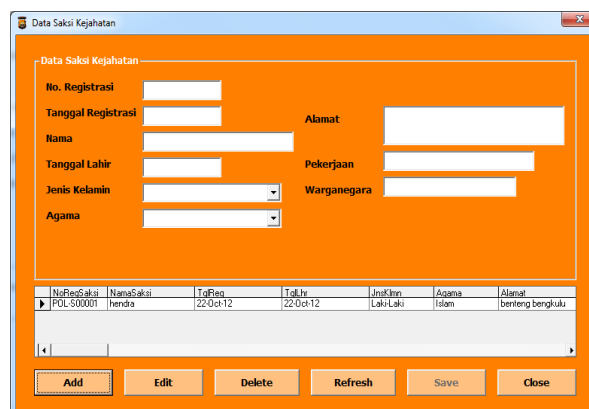 Data Saksi Kejahatan
Data Saksi Kejahatan
No. Registrasi
Tanggal Registrasi
Nama
Tanggal Lahir
Jenis Kelamin
Agama
Alamat
Pekerjaan
Warganegara
NoRegSaksi NamaSaksi TglReg TglLhr JnsKlmn Agama Alamat
POL-S00001 hendra 22-Oct-12 22-Oct-12 Laki-Laki Islam benteng bengkulu
Add Edit Delete Refresh Save Close